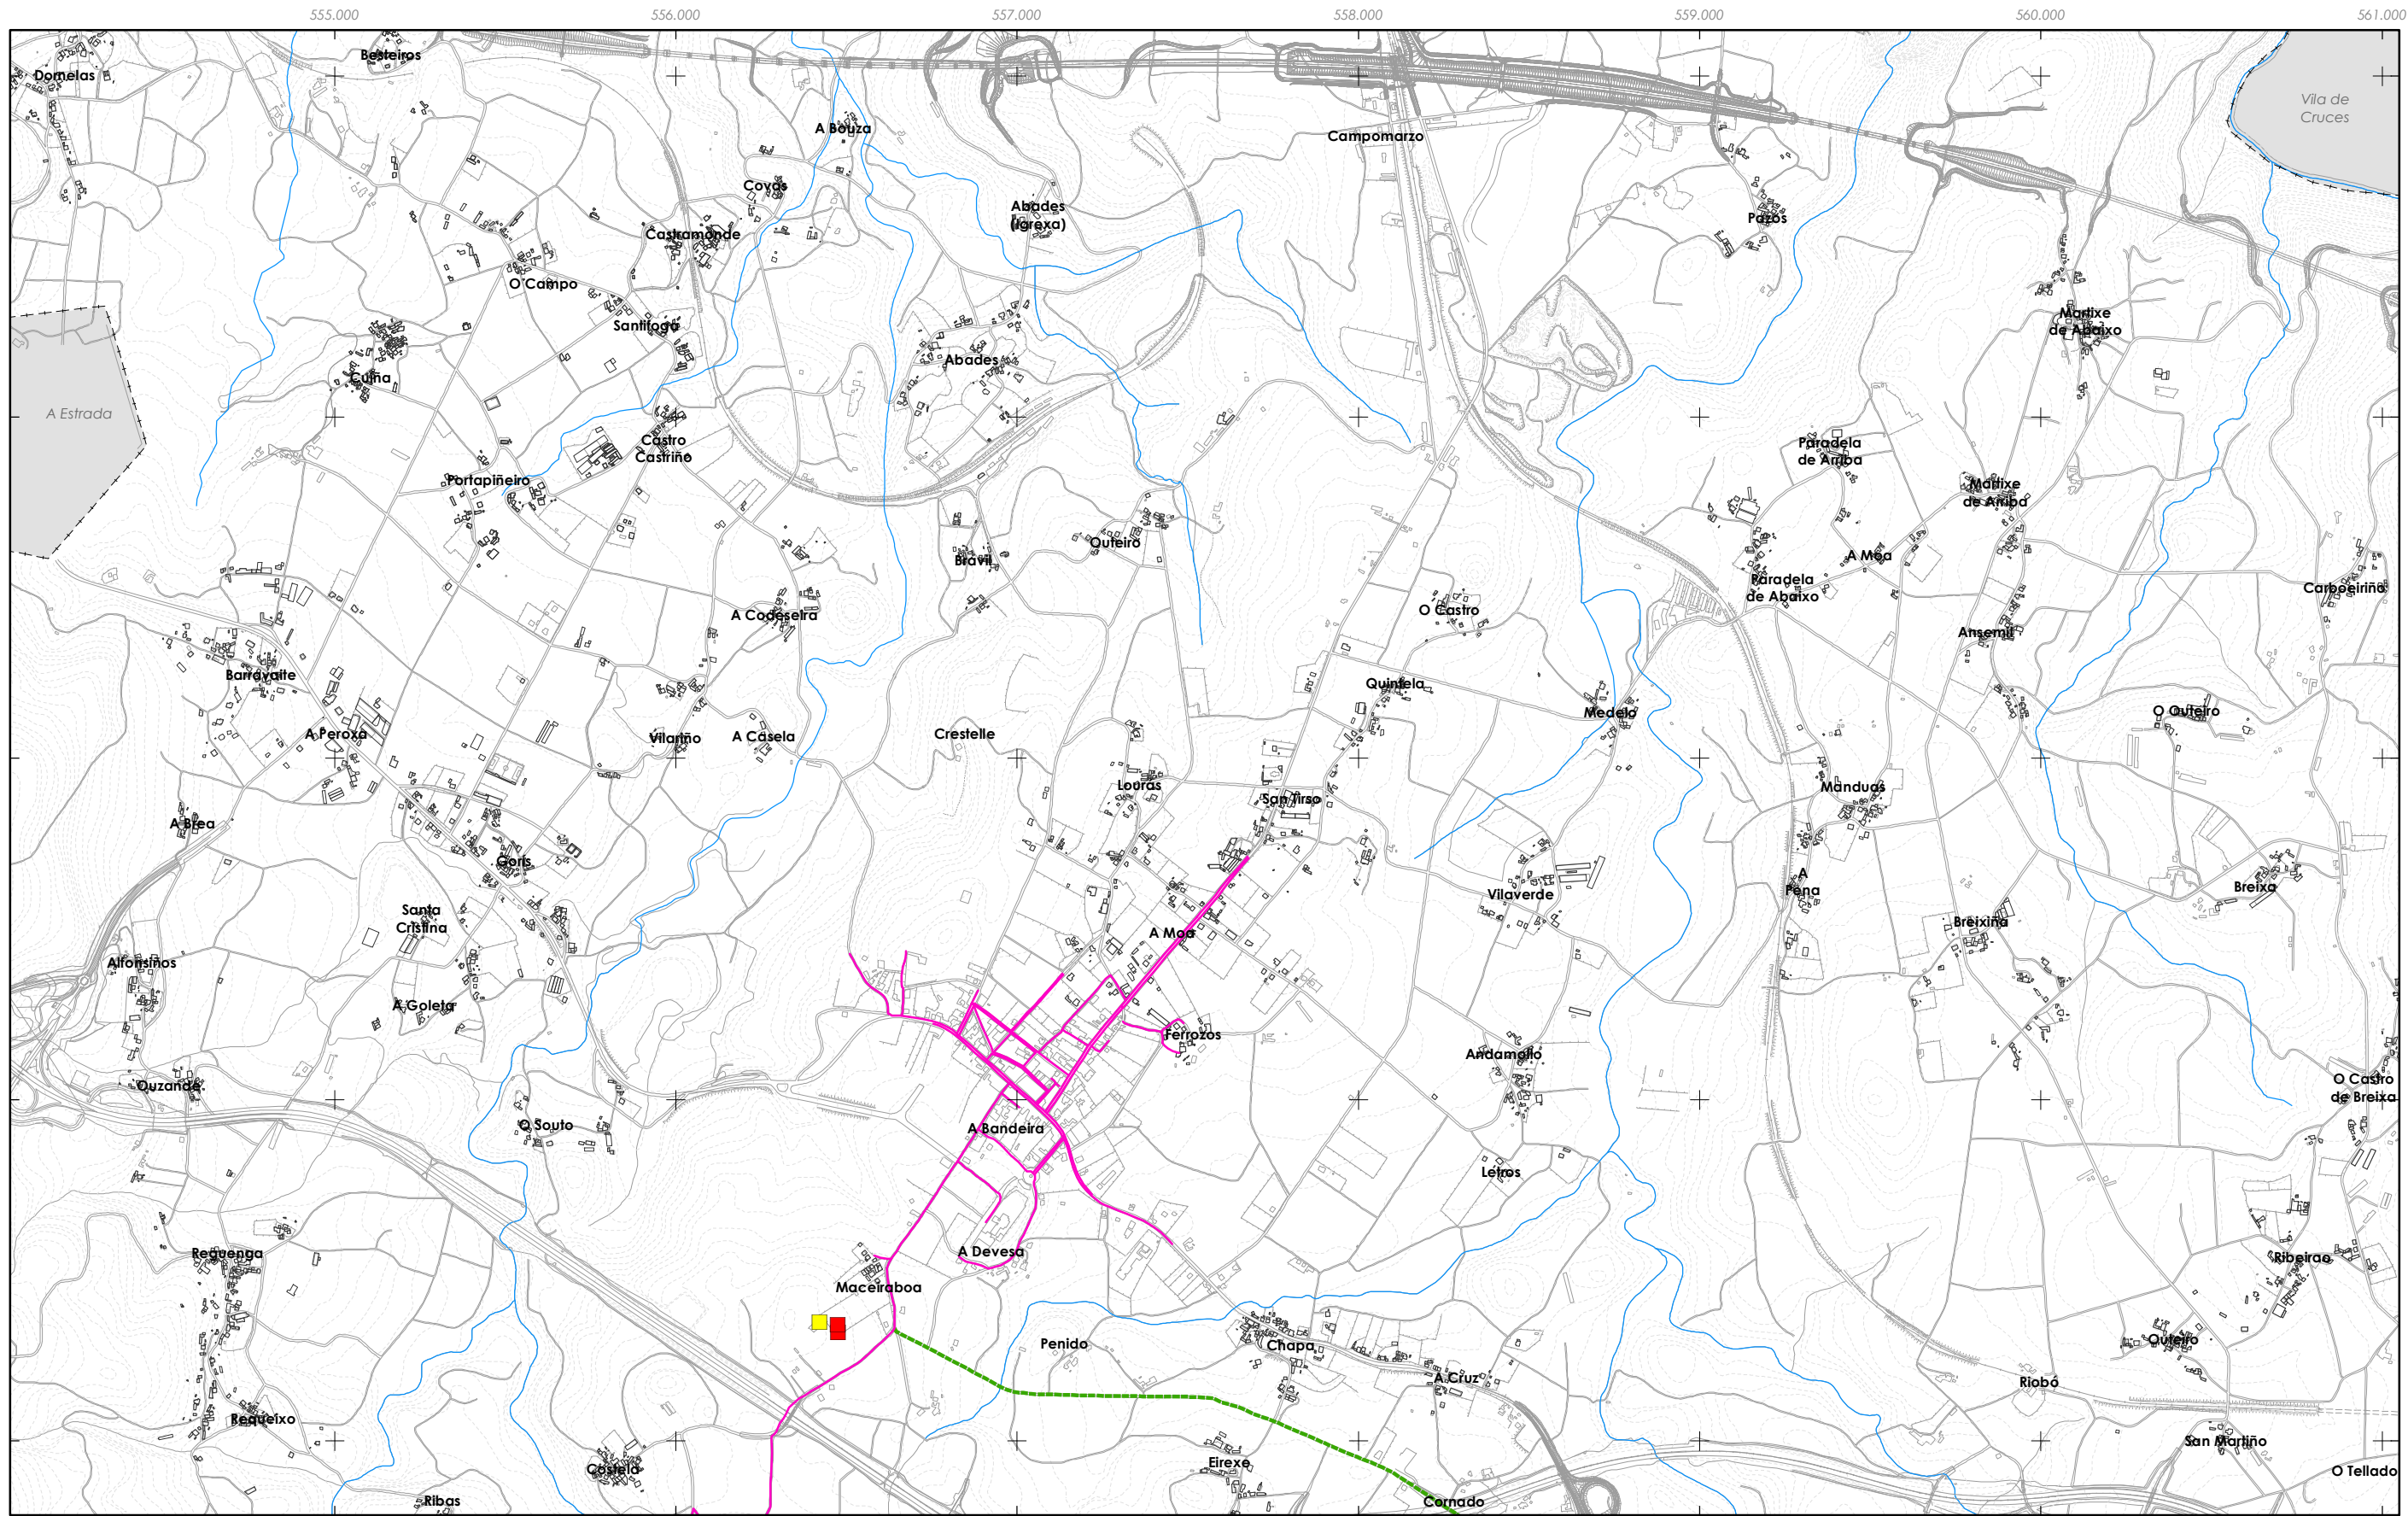 555.000 556.000 557.000 558.000 559.000 560.000 561.000
Besteiros
Dornelas
Vila de
Cruces
A Bouza
Campomarzo
Covas
Abades
(igrexa)
Pazos
Castramonde
O Campo
Martixe
de Abaixo
Santifoga
Abades
Cuiña
A Estrada
Castro
Castriño
Paradela
de Arriba
Portapiñeiro
Martixe
de Arriba
Outeiro
Bravil
A Moa
Paradela
de Abaixo
Carboeiriño
O Castro
A Codeseira
Ansemil
Barravaite
Quintela
Medelo
O Outeiro
A Peroxa
Vilariño
A Casela
Crestelle
Louras
San Tirso
Manduas
A Brea
Goris
A
Pena
Vilaverde
Breixa
Santa
Cristina
Breixiña
A Moa
Alfonsiños
A Goleta
Ferrozos
Andamollo
Ouzande
O Castro
de Breixa
O Souto
A Bandeira
Letros
Reguenga
A Devesa
Ribeirao
Maceiraboa
Penido
Chapa
Outeiro
A Cruz
Riobó
Requeixo
San Martiño
Eirexe
Costela
O Tellado
Ribas
Cornado